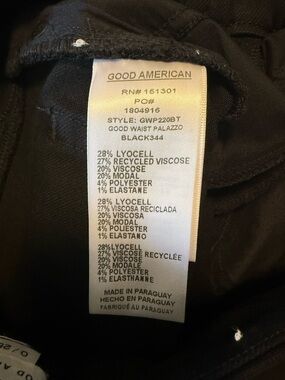 GOOD AMERICAN
RN# 161301
PO#
1804916
STYLE: GWP220BT
GOOD WAIST PALAZZO
BLACK344
28% LYOCELL
27% RECYCLED VISCOSE
20% VISCOSE
20% MODAL
4% POLYESTER
1% ELASTANE
28% LYOCELL
27% VISCOSA RECICLADA
20% VISCOSA
20% MODAL
4% POLIESTER
1% ELASTANO
28%LYOCELL
27% VISCOSE RECYCLÉE
20% VISCOSE
20% MODALE
4% POLYESTER
1% ELASTHANNE
MADE IN PARAGUAY
HECHO EN PARAGUAY
FABRIQUÉ AU PARAGUAY